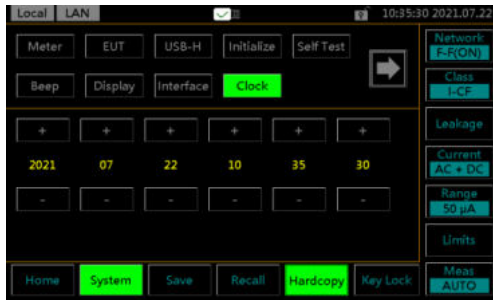 Local LAN 10:35:30 2021.07.22
Meter EUT USB-H Initialize Self Test
Beep Display Interface Clock
+ + + + + +
2021 07 22 10 35 30
- - - - - -
Home System Save Recall Hardcopy Key Lock
Network
F-F(ON)
Class
I-CF
Leakage
Current
AC + DC
Range
50 µA
Limits
Meas
AUTO